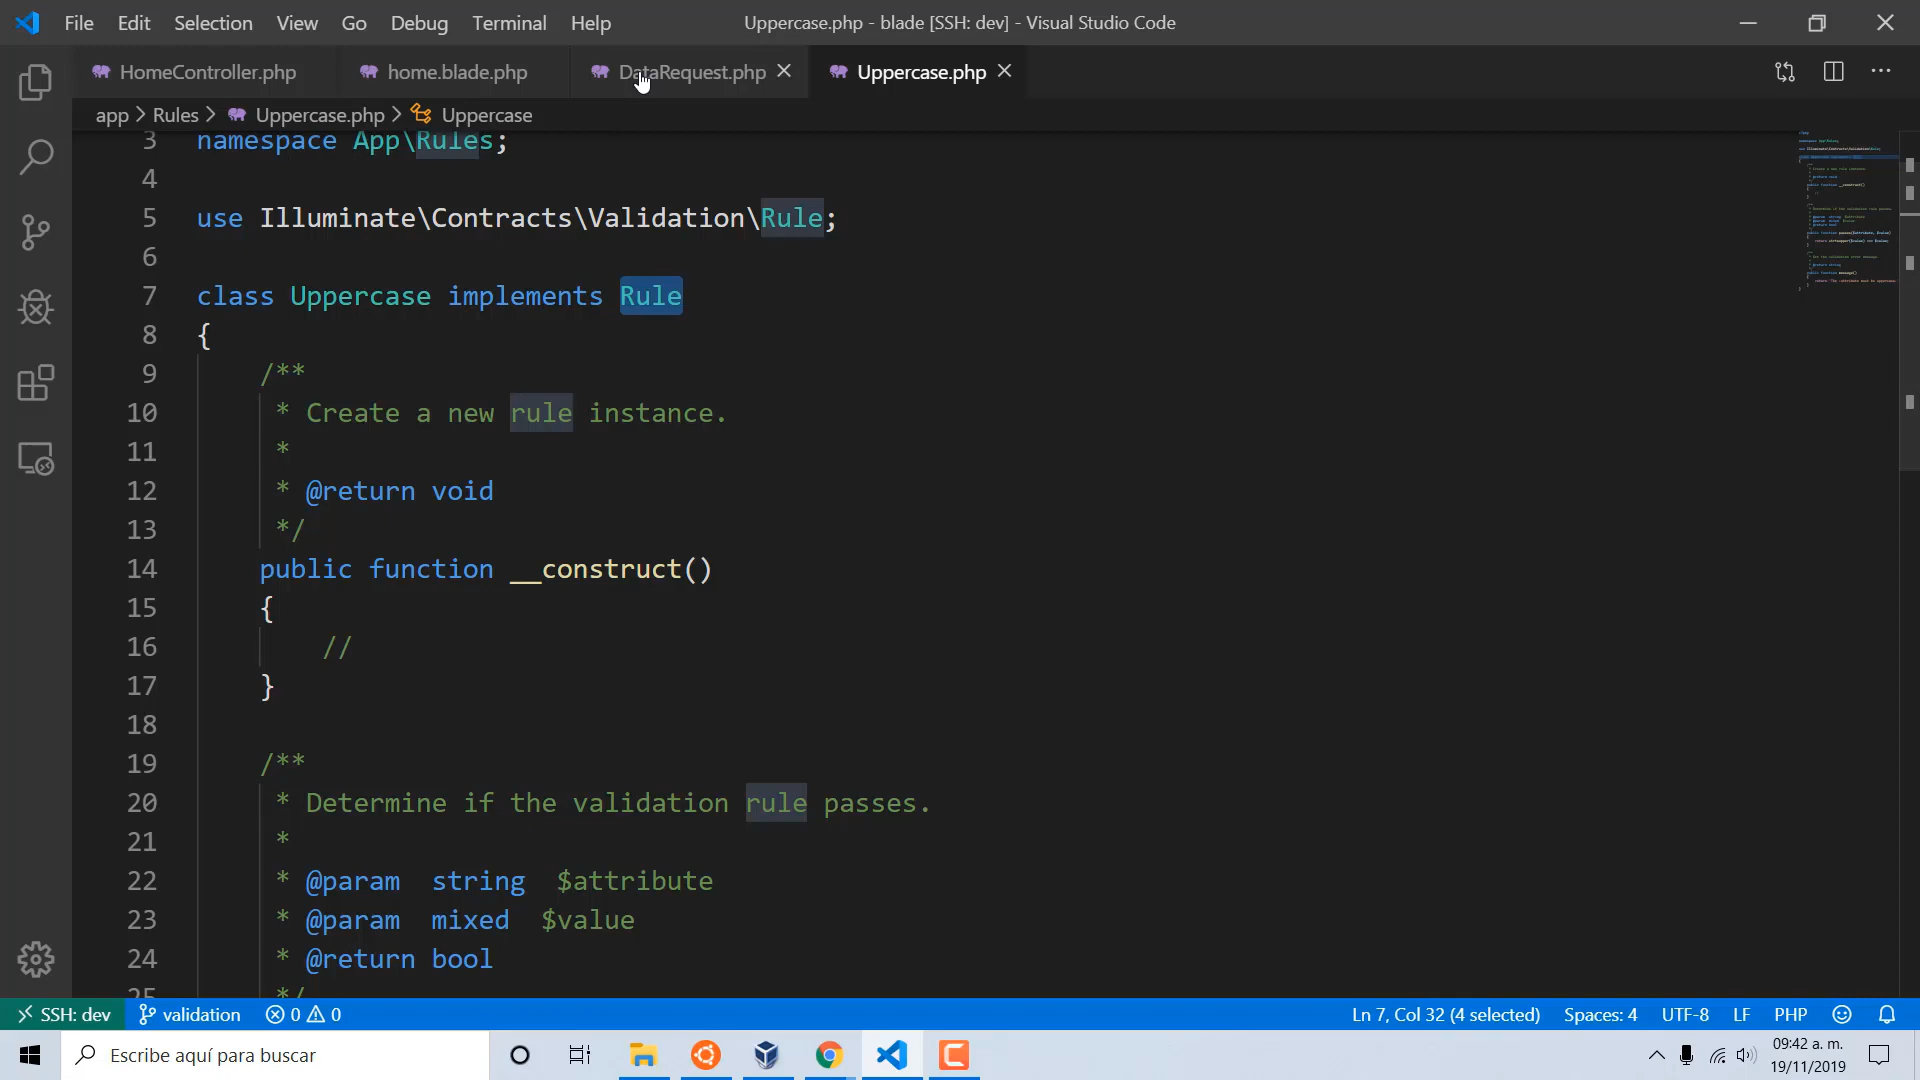 File Edit Selection View Go Debug Terminal Help
Uppercase.php - blade [SSH: dev] - Visual Studio Code
HomeController.php
home.blade.php
DataRequest.php
Uppercase.php
app > Rules > Uppercase.php > Uppercase
3 namespace App\Rules;
4
5 use Illuminate\Contracts\Validation\Rule;
6
7 class Uppercase implements Rule
8 {
9 /**
10 * Create a new rule instance.
11 *
12 * @return void
13 */
14 public function __construct()
15 {
16 //
17 }
18
19 /**
20 * Determine if the validation rule passes.
21 *
22 * @param string $attribute
23 * @param mixed $value
24 * @return bool
25 */
SSH: dev validation 0 0 Ln 7, Col 32 (4 selected) Spaces: 4 UTF-8 LF PHP
Escribe aquí para buscar
09:42 a. m.
19/11/2019